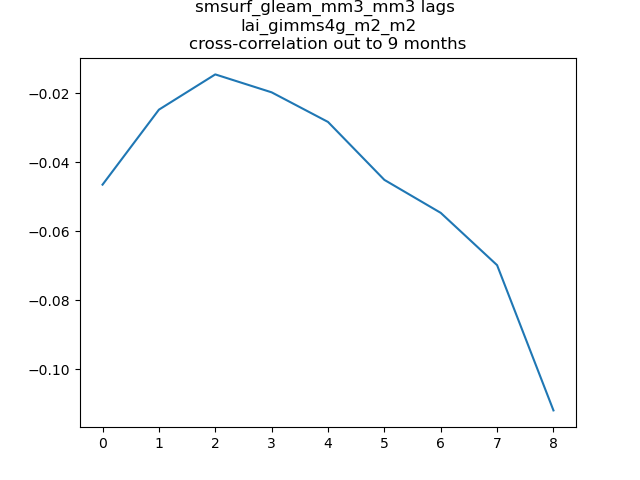 smsurf_gleam_mm3_mm3 lags
lai_gimms4g_m2_m2
cross-correlation out to 9 months
−0.02
−0.04
−0.06
−0.08
−0.10
0 1 2 3 4 5 6 7 8